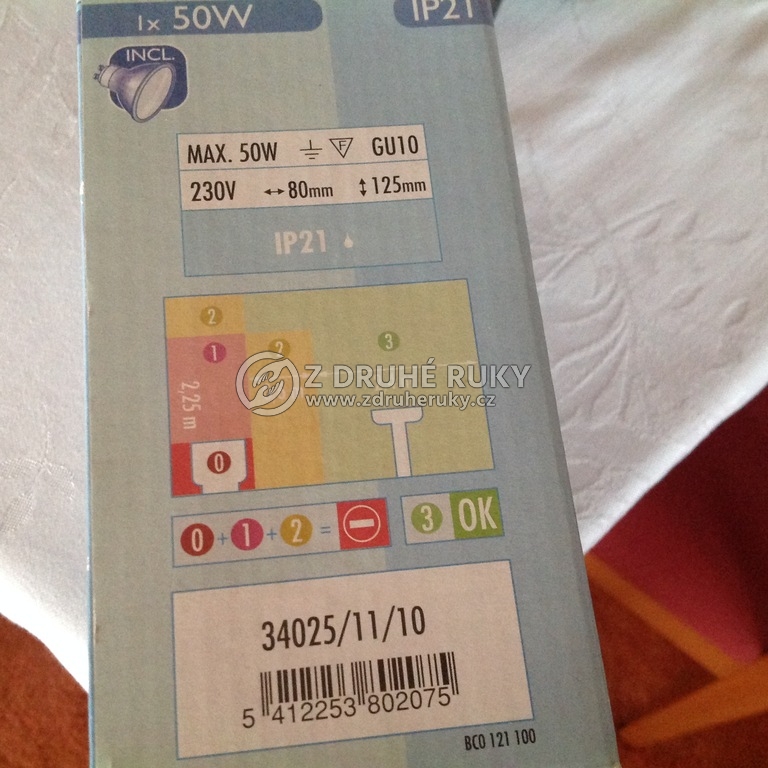 1x 50W
IP21
INCL.
MAX. 50W F GU10
230V ↔ 80mm ↕ 125mm
IP21
2
1
2
3
2,25 m
Z DRUHÉ RUKY
www.zdruheruky.cz
0
0 + 1 + 2 =
3 OK
34025/11/10
5 412253 802075
BCO 121 100